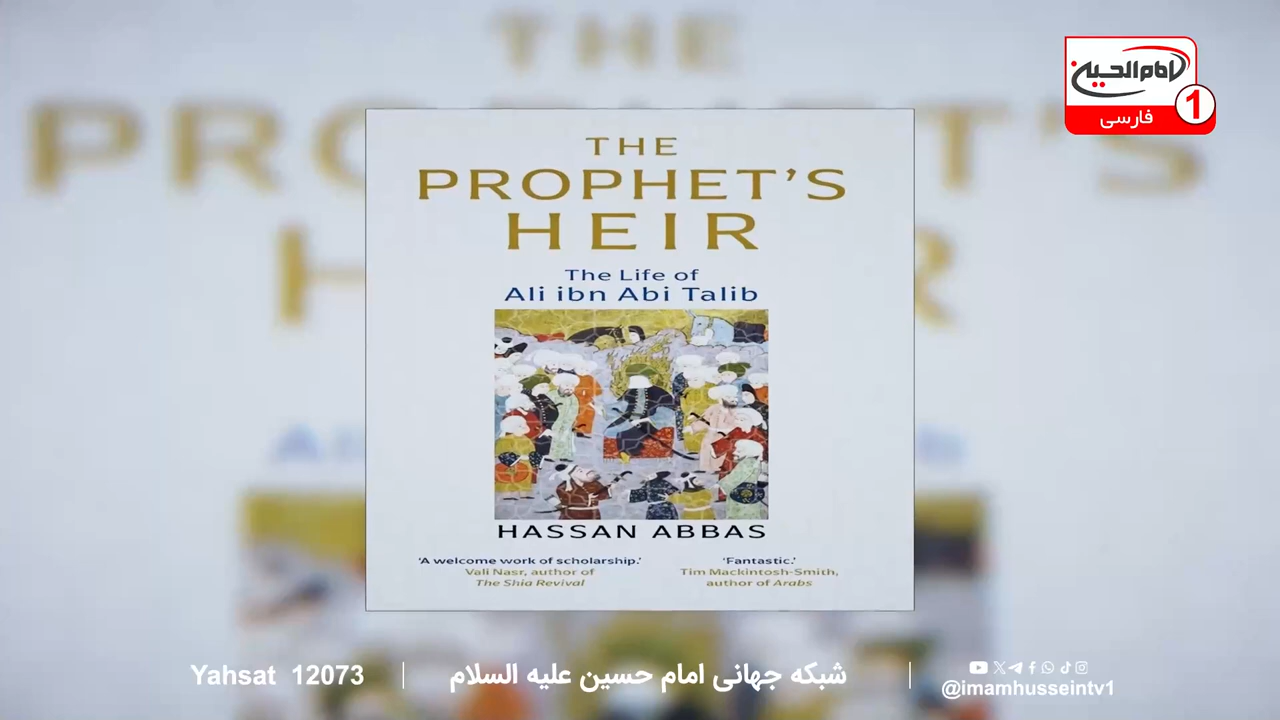 امام الحسین
1
فارسی
THE
PROPHET'S
HEIR
The Life of
Ali ibn Abi Talib
HASSAN ABBAS
'A welcome work of scholarship.'
Vali Nasr, author of
The Shia Revival
'Fantastic.'
Tim Mackintosh-Smith,
author of Arabs
Yahsat 12073
شبکه جهانی امام حسین علیه السلام
@imamhusseintv1